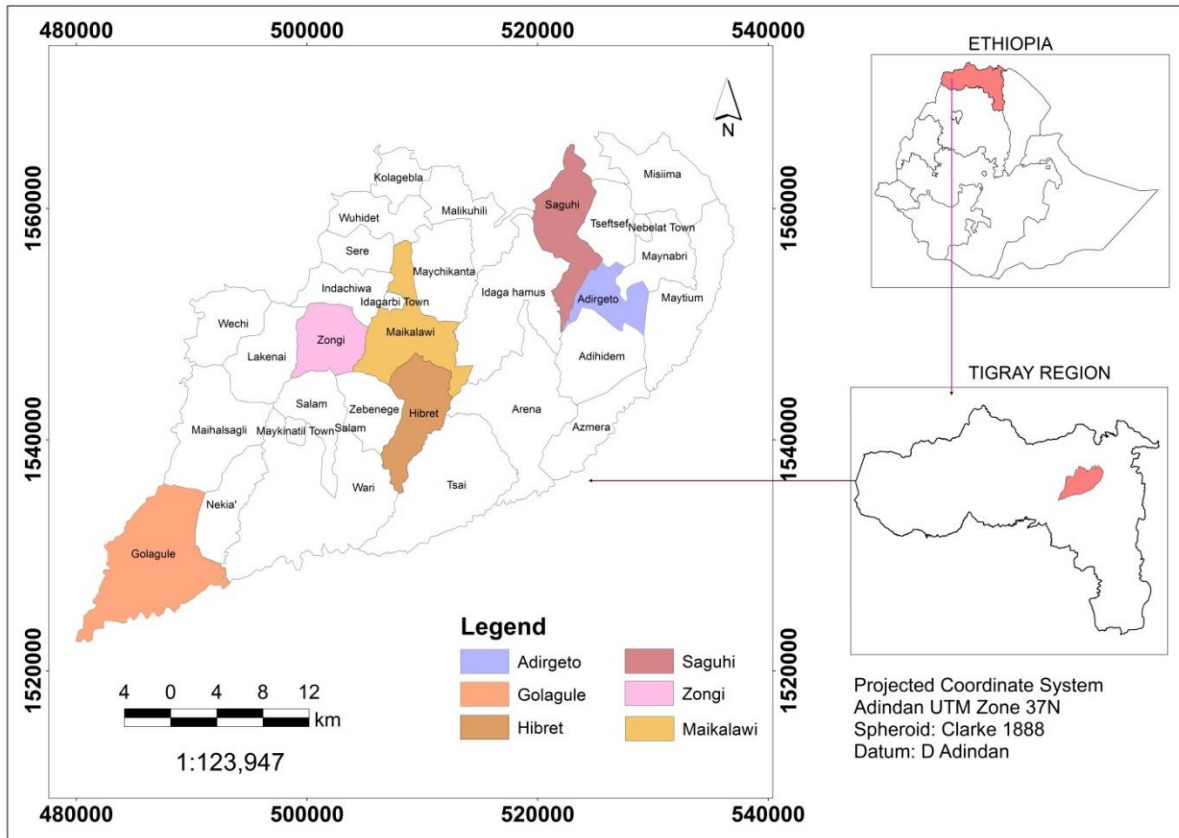 480000
500000
520000
540000
ETHIOPIA
N
1560000
1540000
1520000
1560000
1540000
1520000
Kolagebla
Misiima
Malikuhili
Saguhi
Wuhidet
Tseftsef
Nebelat Town
Sere
Maynabri
Maychikanta
Idaga hamus
Indachiwa
Adirgeto
Maytium
Idagarbi Town
Wechi
Zongi
Maikalawi
Lakenai
Adihidem
TIGRAY REGION
Salam
Zebenege
Hibret
Arena
Maihalsagli
Maykinatil Town
Salam
Azmera
Wari
Tsai
Nekia'
Golagule
Legend
Adirgeto
Saguhi
Golagule
Zongi
Hibret
Maikalawi
4 0 4 8 12
km
1:123,947
Projected Coordinate System
Adindan UTM Zone 37N
Spheroid: Clarke 1888
Datum: D Adindan
480000
500000
520000
540000